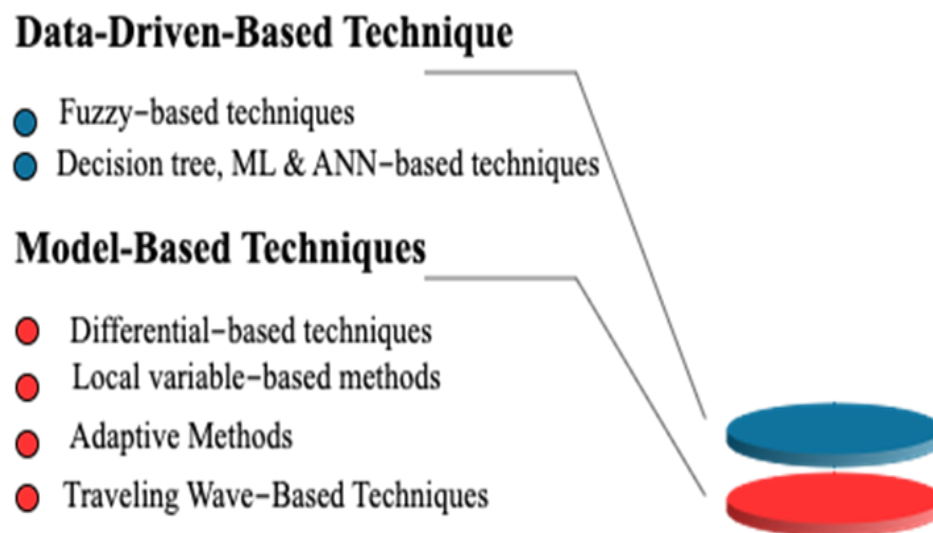 Data-Driven-Based Technique
Fuzzy-based techniques
Decision tree, ML & ANN-based techniques
Model-Based Techniques
Differential-based techniques
Local variable-based methods
Adaptive Methods
Traveling Wave-Based Techniques